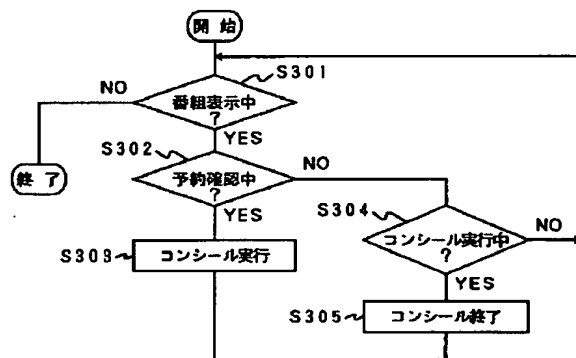 開 始
S301
NO
番組表示中
?
YES
S302
NO
終 了
予約確認中
?
YES
S304
コンシール実行中
?
NO
S303
コンシール実行
YES
S305
コンシール終了